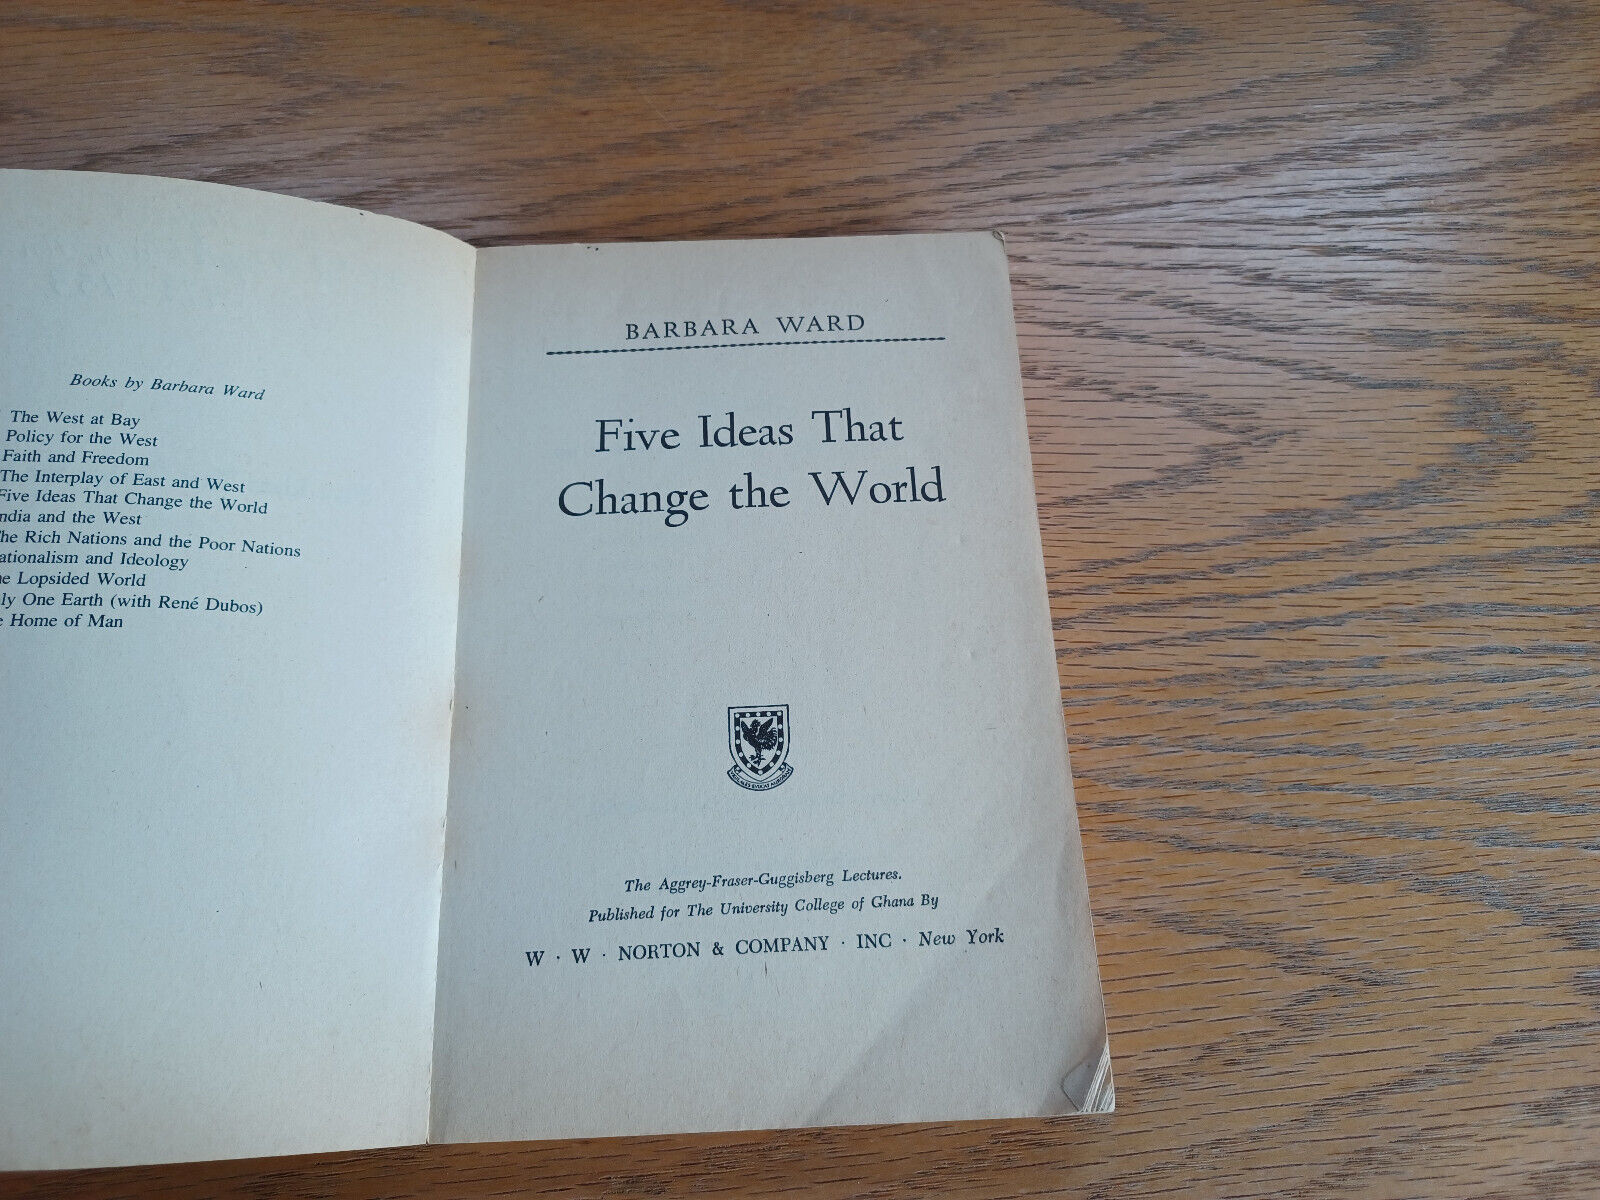 Books by Barbara Ward
The West at Bay
Policy for the West
Faith and Freedom
The Interplay of East and West
Five Ideas That Change the World
ndia and the West
he Rich Nations and the Poor Nations
ationalism and Ideology
e Lopsided World
ly One Earth (with René Dubos)
e Home of Man
BARBARA WARD
Five Ideas That
Change the World
The Aggrey-Fraser-Guggisberg Lectures.
Published for The University College of Ghana By
W · W · NORTON & COMPANY · INC · New York